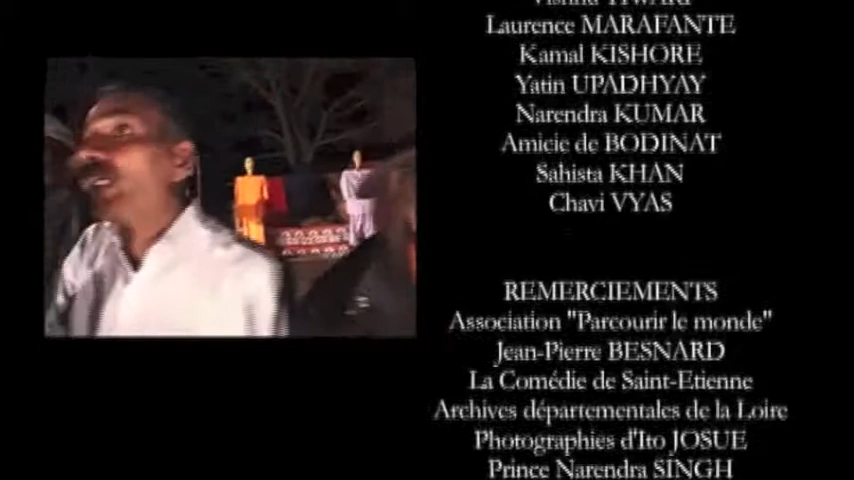 Laurence MARAFANTE
Kamal KISHORE
Yatin UPADHYAY
Narendra KUMAR
Amicie de BODINAT
Sahista KHAN
Chavi VYAS
REMERCIEMENTS
Association "Parcourir le monde"
Jean-Pierre BESNARD
La Comédie de Saint-Etienne
Archives départementales de la Loire
Photographies d'Ito JOSUE
Prince Narendra SINGH